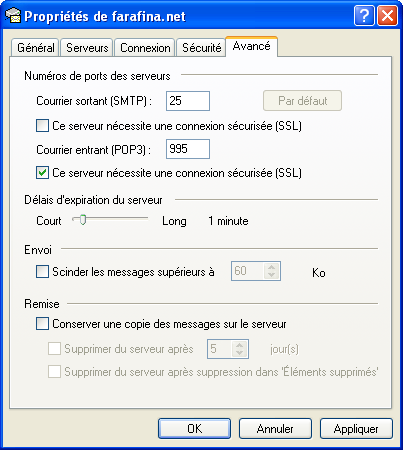 Propriétés de farafina.net
Général Serveurs Connexion Sécurité Avancé
Numéros de ports des serveurs
Courrier sortant (SMTP) : 25 Par défaut
Ce serveur nécessite une connexion sécurisée (SSL)
Courrier entrant (POP3) : 995
Ce serveur nécessite une connexion sécurisée (SSL)
Délais d'expiration du serveur
Court Long 1 minute
Envoi
Scinder les messages supérieurs à 60 Ko
Remise
Conserver une copie des messages sur le serveur
Supprimer du serveur après 5 jour(s)
Supprimer du serveur après suppression dans 'Éléments supprimés'
OK Annuler Appliquer